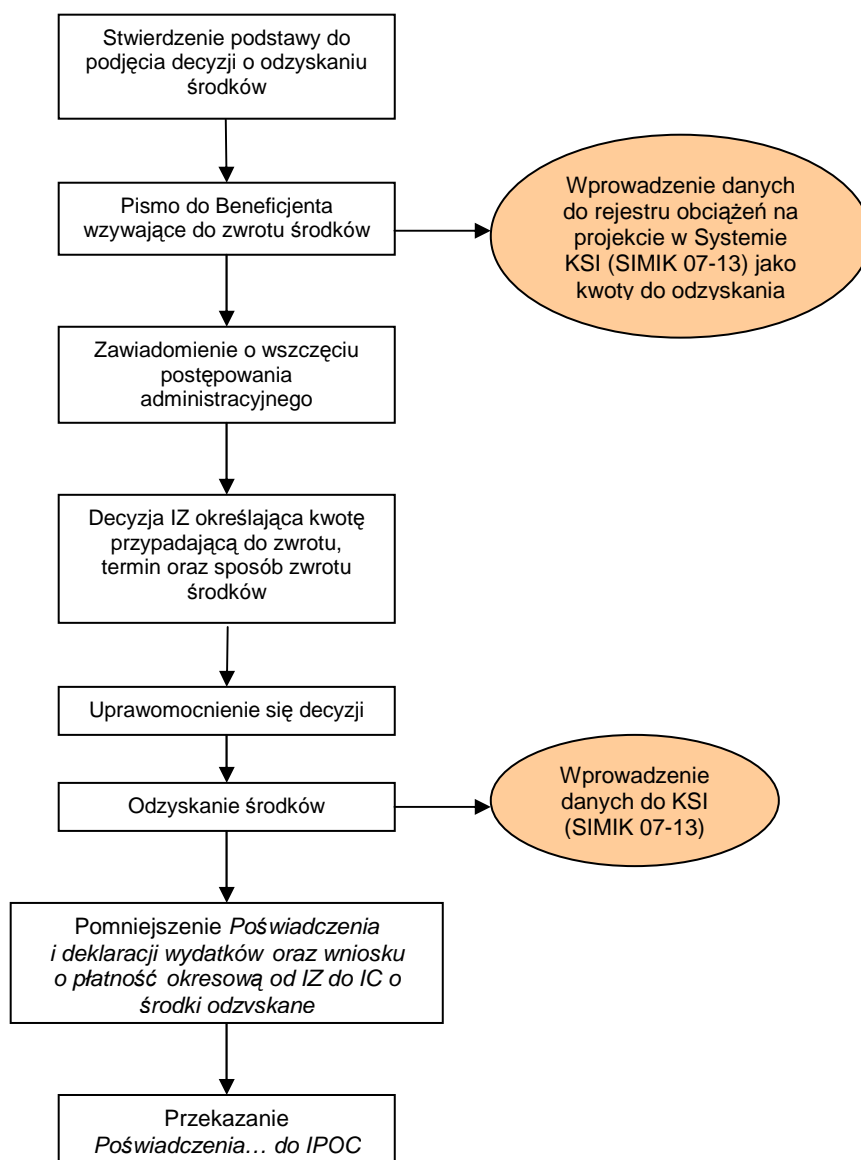 Stwierdzenie podstawy do
podjęcia decyzji o odzyskaniu
środków
Pismo do Beneficjenta
wzywające do zwrotu środków
Wprowadzenie danych
do rejestru obciążeń na
projekcie w Systemie
KSI (SIMIK 07-13) jako
kwoty do odzyskania
Zawiadomienie o wszczęciu
postępowania
administracyjnego
Decyzja IZ określająca kwotę
przypadającą do zwrotu,
termin oraz sposób zwrotu
środków
Uprawomocnienie się decyzji
Odzyskanie środków
Wprowadzenie
danych do KSI
(SIMIK 07-13)
Pomniejszenie Poświadczenia
i deklaracji wydatków oraz wniosku
o płatność okresową od IZ do IC o
środki odzyskane
Przekazanie
Poświadczenia… do IPOC